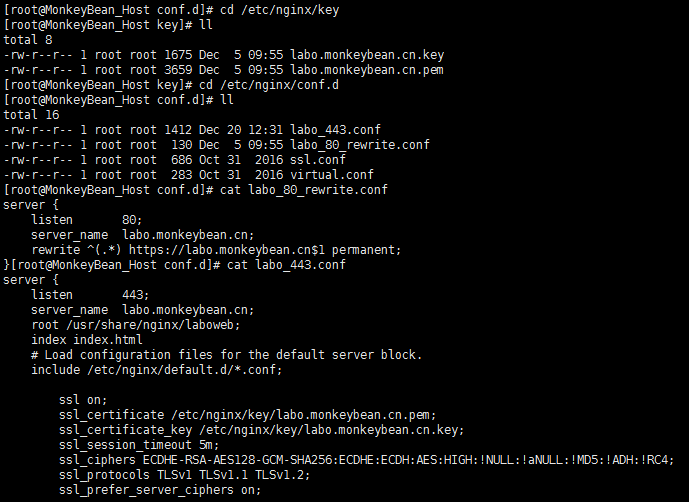 [root@MonkeyBean_Host conf.d]# cd /etc/nginx/key
[root@MonkeyBean_Host key]# ll
total 8
-rw-r--r-- 1 root root 1675 Dec  5 09:55 labo.monkeybean.cn.key
-rw-r--r-- 1 root root 3659 Dec  5 09:55 labo.monkeybean.cn.pem
[root@MonkeyBean_Host key]# cd /etc/nginx/conf.d
[root@MonkeyBean_Host conf.d]# ll
total 16
-rw-r--r-- 1 root root 1412 Dec 20 12:31 labo_443.conf
-rw-r--r-- 1 root root  130 Dec  5 09:55 labo_80_rewrite.conf
-rw-r--r-- 1 root root  686 Oct 31  2016 ssl.conf
-rw-r--r-- 1 root root  283 Oct 31  2016 virtual.conf
[root@MonkeyBean_Host conf.d]# cat labo_80_rewrite.conf
server {
    listen       80;
    server_name  labo.monkeybean.cn;
    rewrite ^(.*) https://labo.monkeybean.cn$1 permanent;
}[root@MonkeyBean_Host conf.d]# cat labo_443.conf
server {
    listen       443;
    server_name  labo.monkeybean.cn;
    root /usr/share/nginx/laboweb;
    index index.html
    # Load configuration files for the default server block.
    include /etc/nginx/default.d/*.conf;

        ssl on;
        ssl_certificate /etc/nginx/key/labo.monkeybean.cn.pem;
        ssl_certificate_key /etc/nginx/key/labo.monkeybean.cn.key;
        ssl_session_timeout 5m;
        ssl_ciphers ECDHE-RSA-AES128-GCM-SHA256:ECDHE:ECDH:AES:HIGH:!NULL:!aNULL:!MD5:!ADH:!RC4;
        ssl_protocols TLSv1 TLSv1.1 TLSv1.2;
        ssl_prefer_server_ciphers on;